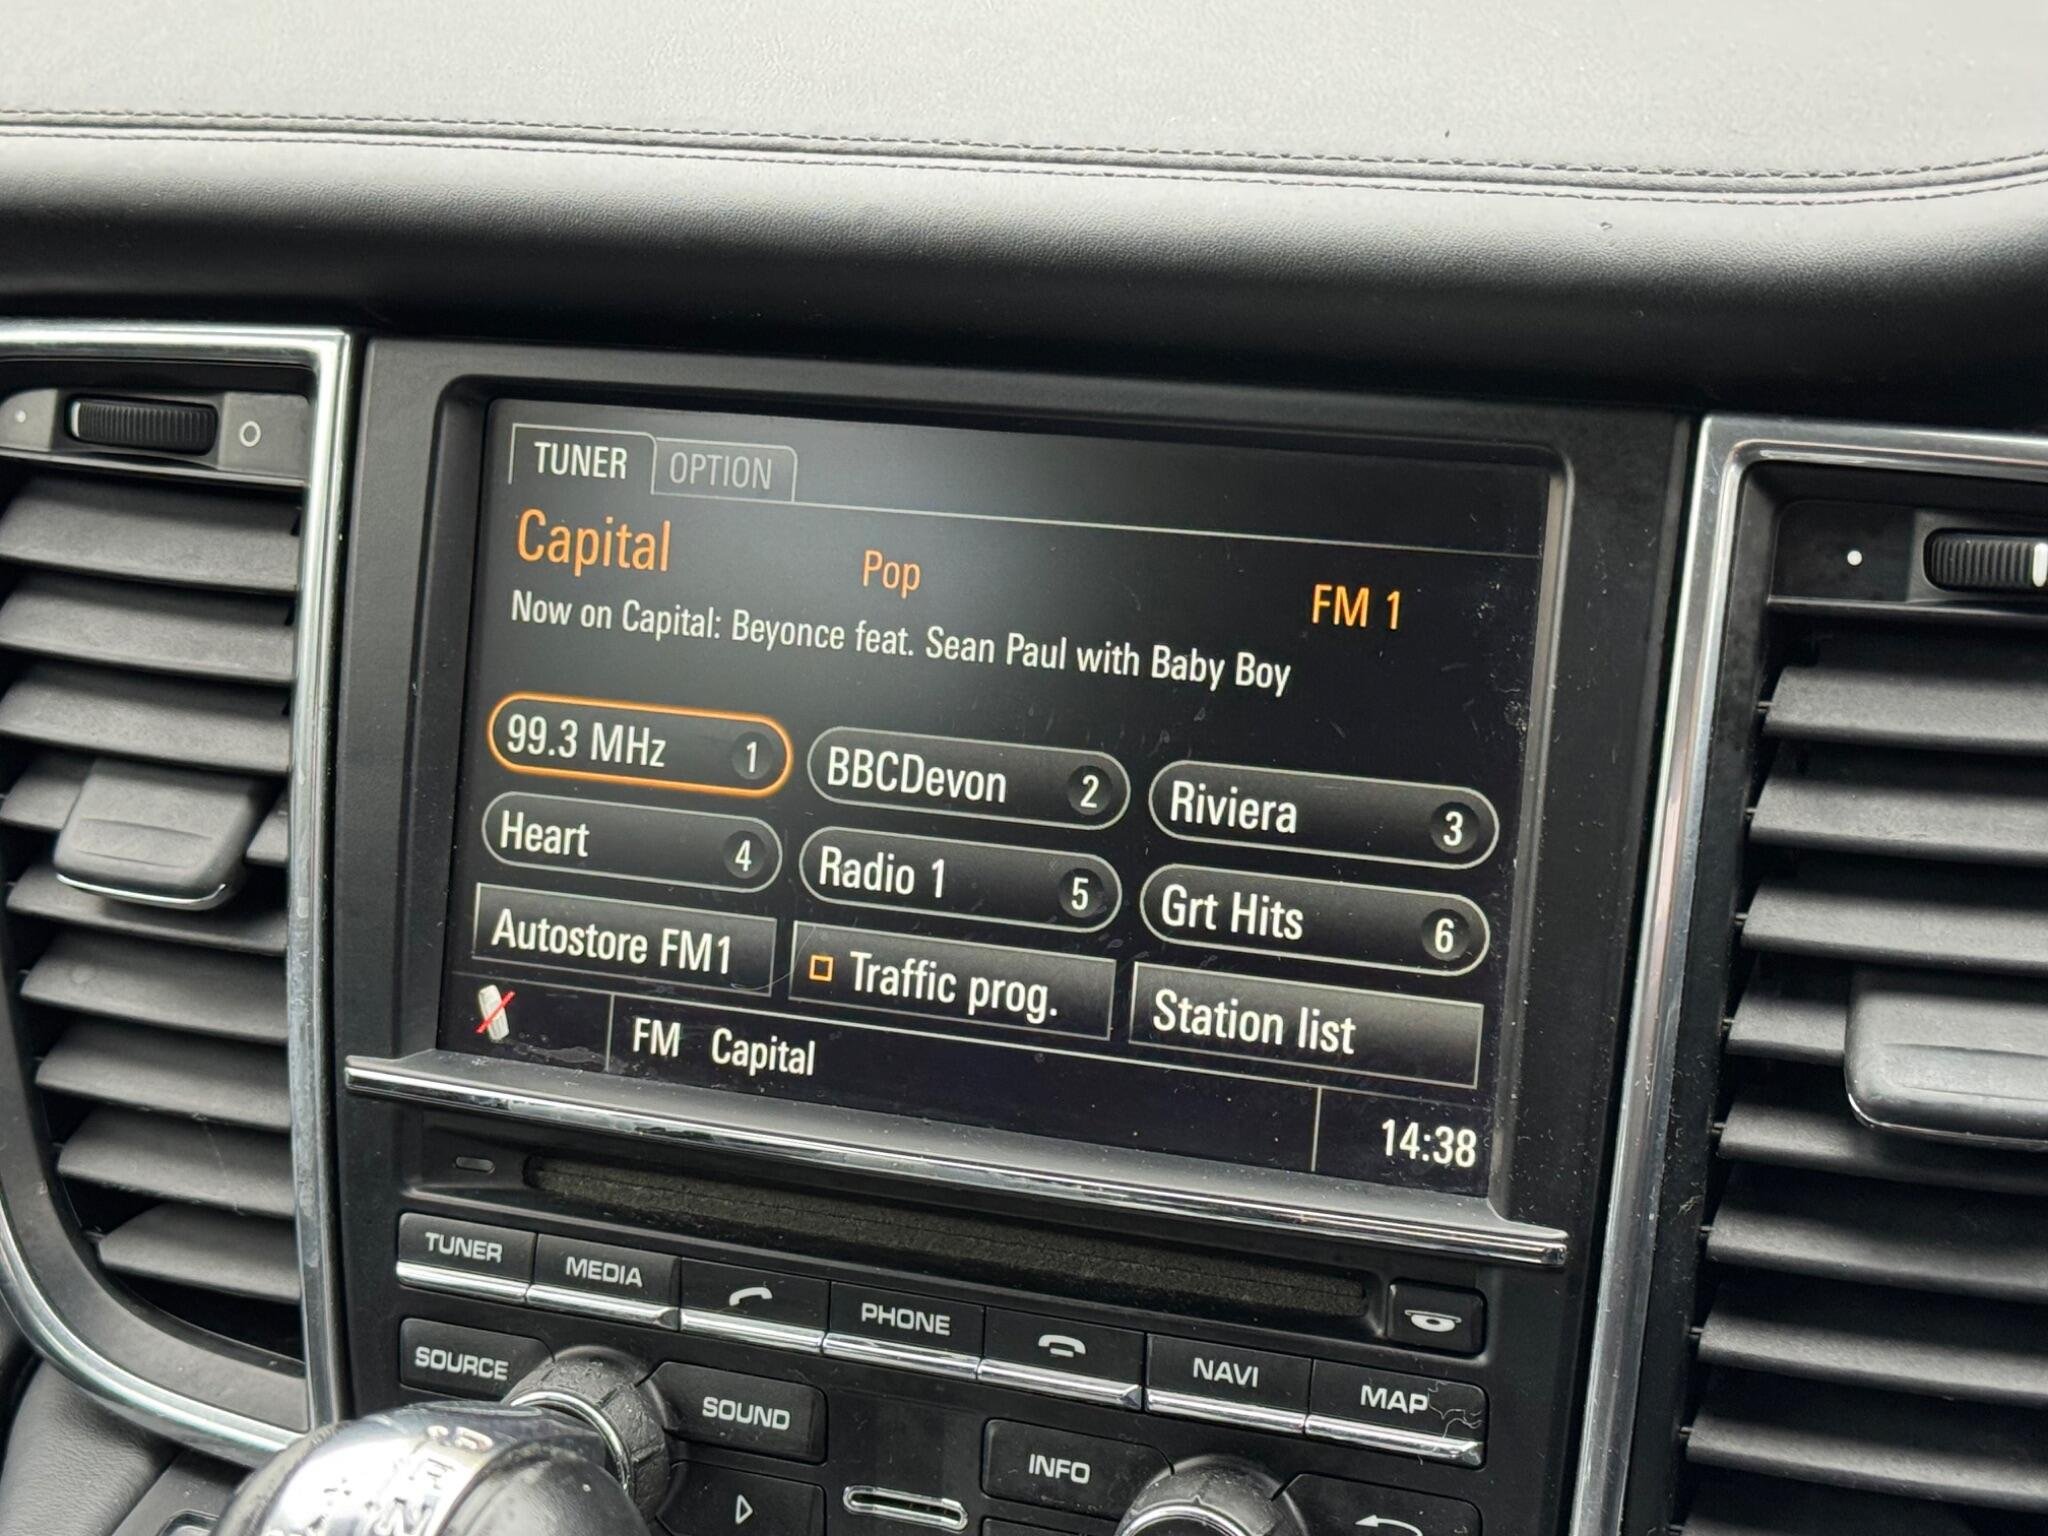 TUNER OPTION
Capital Pop FM 1
Now on Capital: Beyonce feat. Sean Paul with Baby Boy
99.3 MHz 1 BBCDevon 2 Riviera 3
Heart 4 Radio 1 5 Grt Hits 6
Autostore FM1 Traffic prog. Station list
FM Capital 14:38
TUNER MEDIA PHONE NAVI MAP
SOURCE SOUND INFO